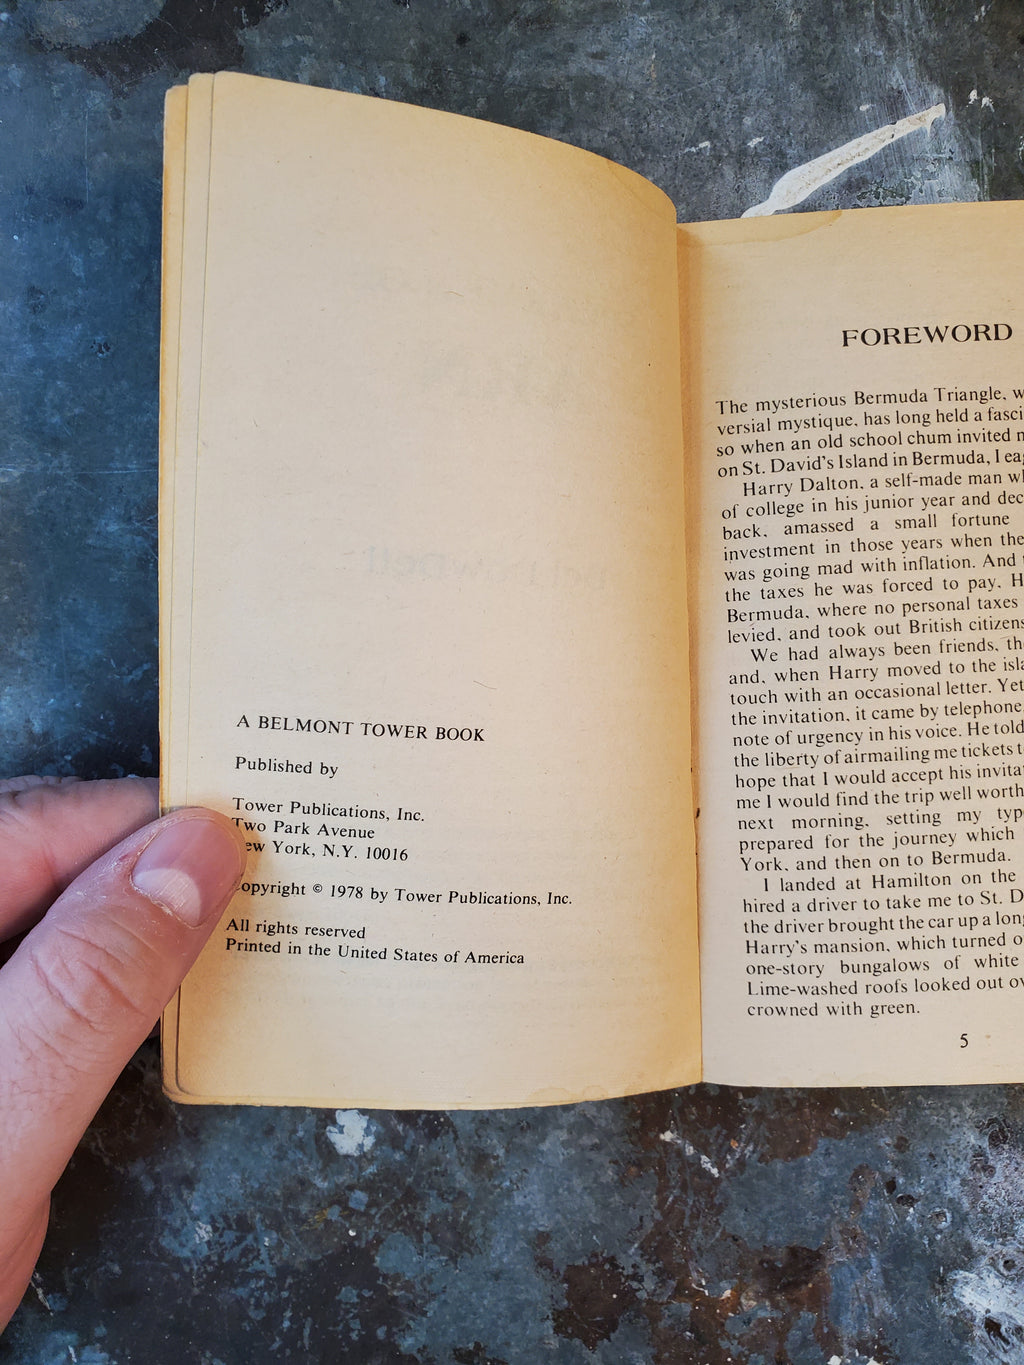 A BELMONT TOWER BOOK
Published by
Tower Publications, Inc.
Two Park Avenue
ew York, N.Y. 10016
opyright © 1978 by Tower Publications, Inc.
All rights reserved
Printed in the United States of America
FOREWORD
The mysterious Bermuda Triangle, w
versial mystique, has long held a fasci
so when an old school chum invited
on St. David's Island in Bermuda, I eag
Harry Dalton, a self-made man wh
of college in his junior year and dec
back, amassed a small fortune
investment in those years when the
was going mad with inflation. And
the taxes he was forced to pay. H
Bermuda, where no personal taxes
levied, and took out British citizens
We had always been friends, th
and, when Harry moved to the isla
touch with an occasional letter. Yet
the invitation, it came by telephone,
note of urgency in his voice. He told
the liberty of airmailing me tickets t
hope that I would accept his invita
me I would find the trip well worth
next morning, setting my typ
prepared for the journey which
York, and then on to Bermuda.
I landed at Hamilton on the
hired a driver to take me to St. D
the driver brought the car up a long
Harry's mansion, which turned o
one-story bungalows of white
Lime-washed roofs looked out ov
crowned with green.
5